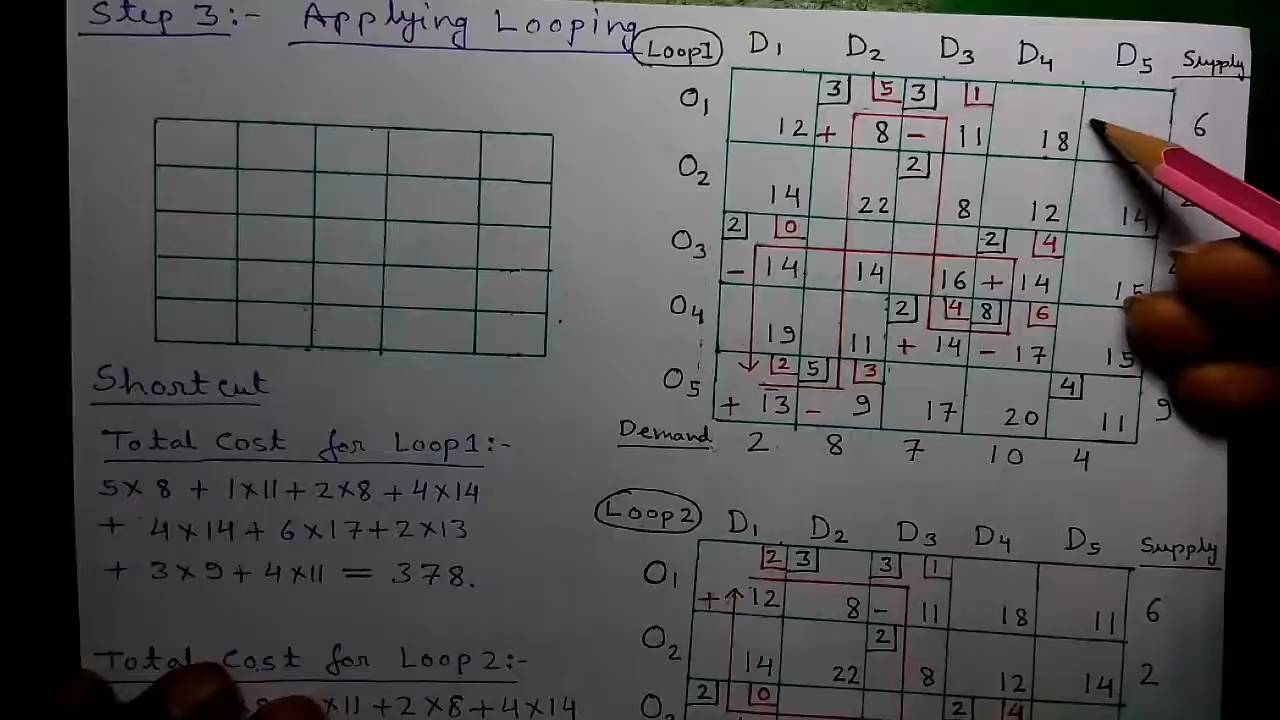 Step 3:- Applying Looping
Loop1 D1 D2 D3 D4 D5 Supply
O1 3 5 3 1
12 + 8 - 11 18 6
O2 2
14 22 8 12 14
O3 2 0 2 4
- 14 14 16 + 14 15
O4 2 4 8 6
19 11 + 14 - 17 15
O5 2 5 3 4
+ 13 - 9 17 20 11 9
Demand 2 8 7 10 4
Shortcut
Total Cost for Loop1:-
5×8 + 1×11 + 2×8 + 4×14
+ 4×14 + 6×17 + 2×13
+ 3×9 + 4×11 = 378.
Loop2 D1 D2 D3 D4 D5 Supply
O1 2 3 3 1
+ 12 8 - 11 18 11 6
O2 2
14 22 8 12 14 2
O3 2 0 2 4
Total Cost for Loop2:-
×11 + 2×8 + 4×14